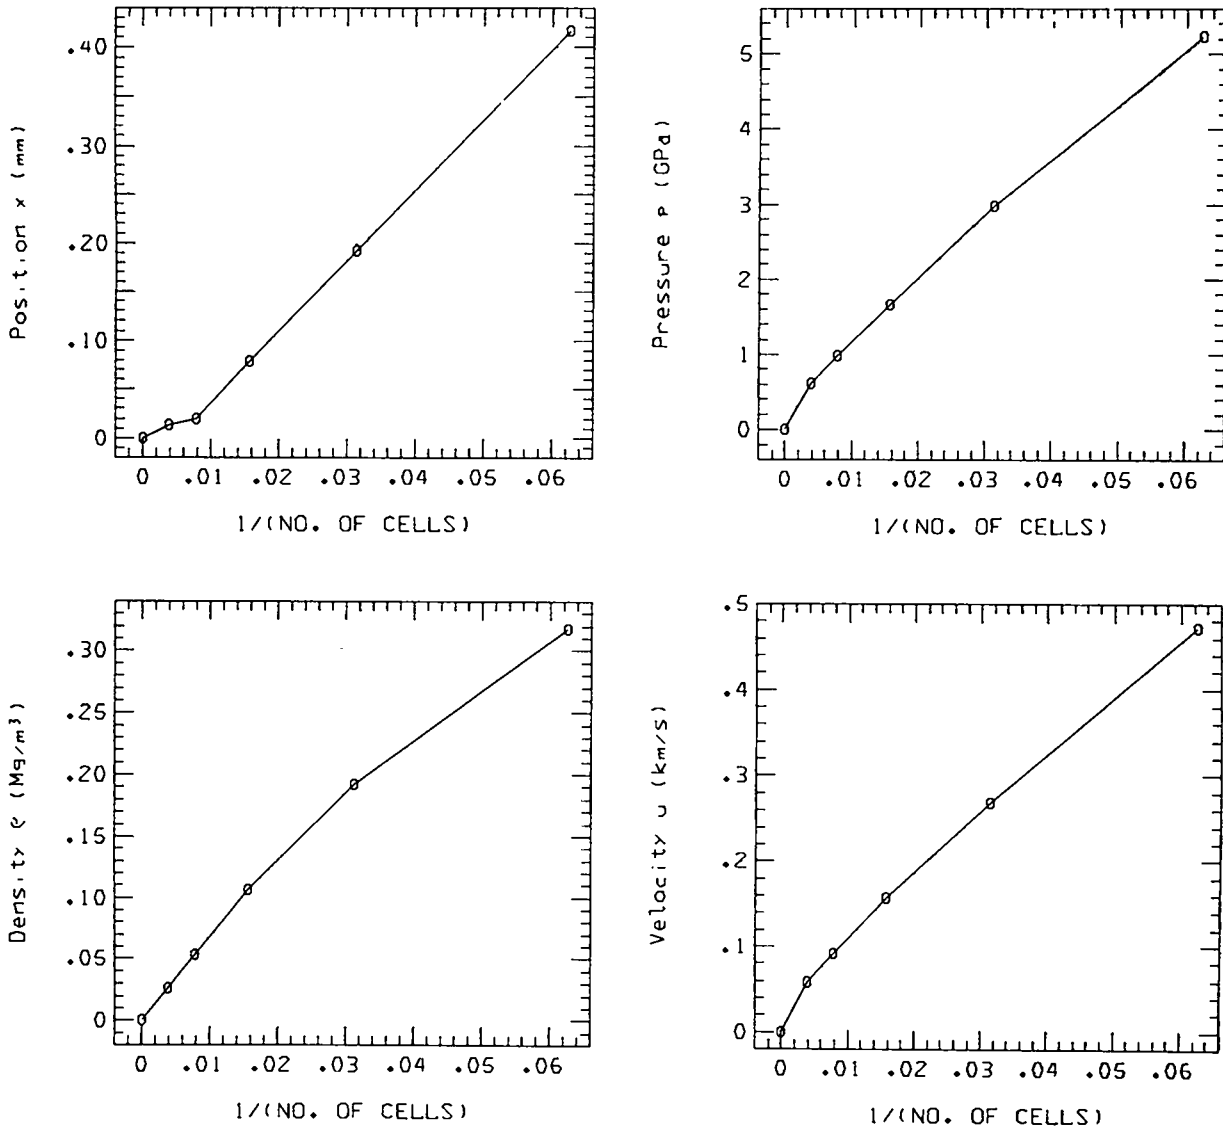 .40
.30
.20
.10
0
Position x (mm)
0 .01 .02 .03 .04 .05 .06
1/(NO. OF CELLS)
5
4
3
2
1
0
Pressure P (GPa)
0 .01 .02 .03 .04 .05 .06
1/(NO. OF CELLS)
.30
.25
.20
.15
.10
.05
0
Density ρ (Mg/m³)
0 .01 .02 .03 .04 .05 .06
1/(NO. OF CELLS)
.5
.4
.3
.2
.1
0
Velocity u (km/s)
0 .01 .02 .03 .04 .05 .06
1/(NO. OF CELLS)